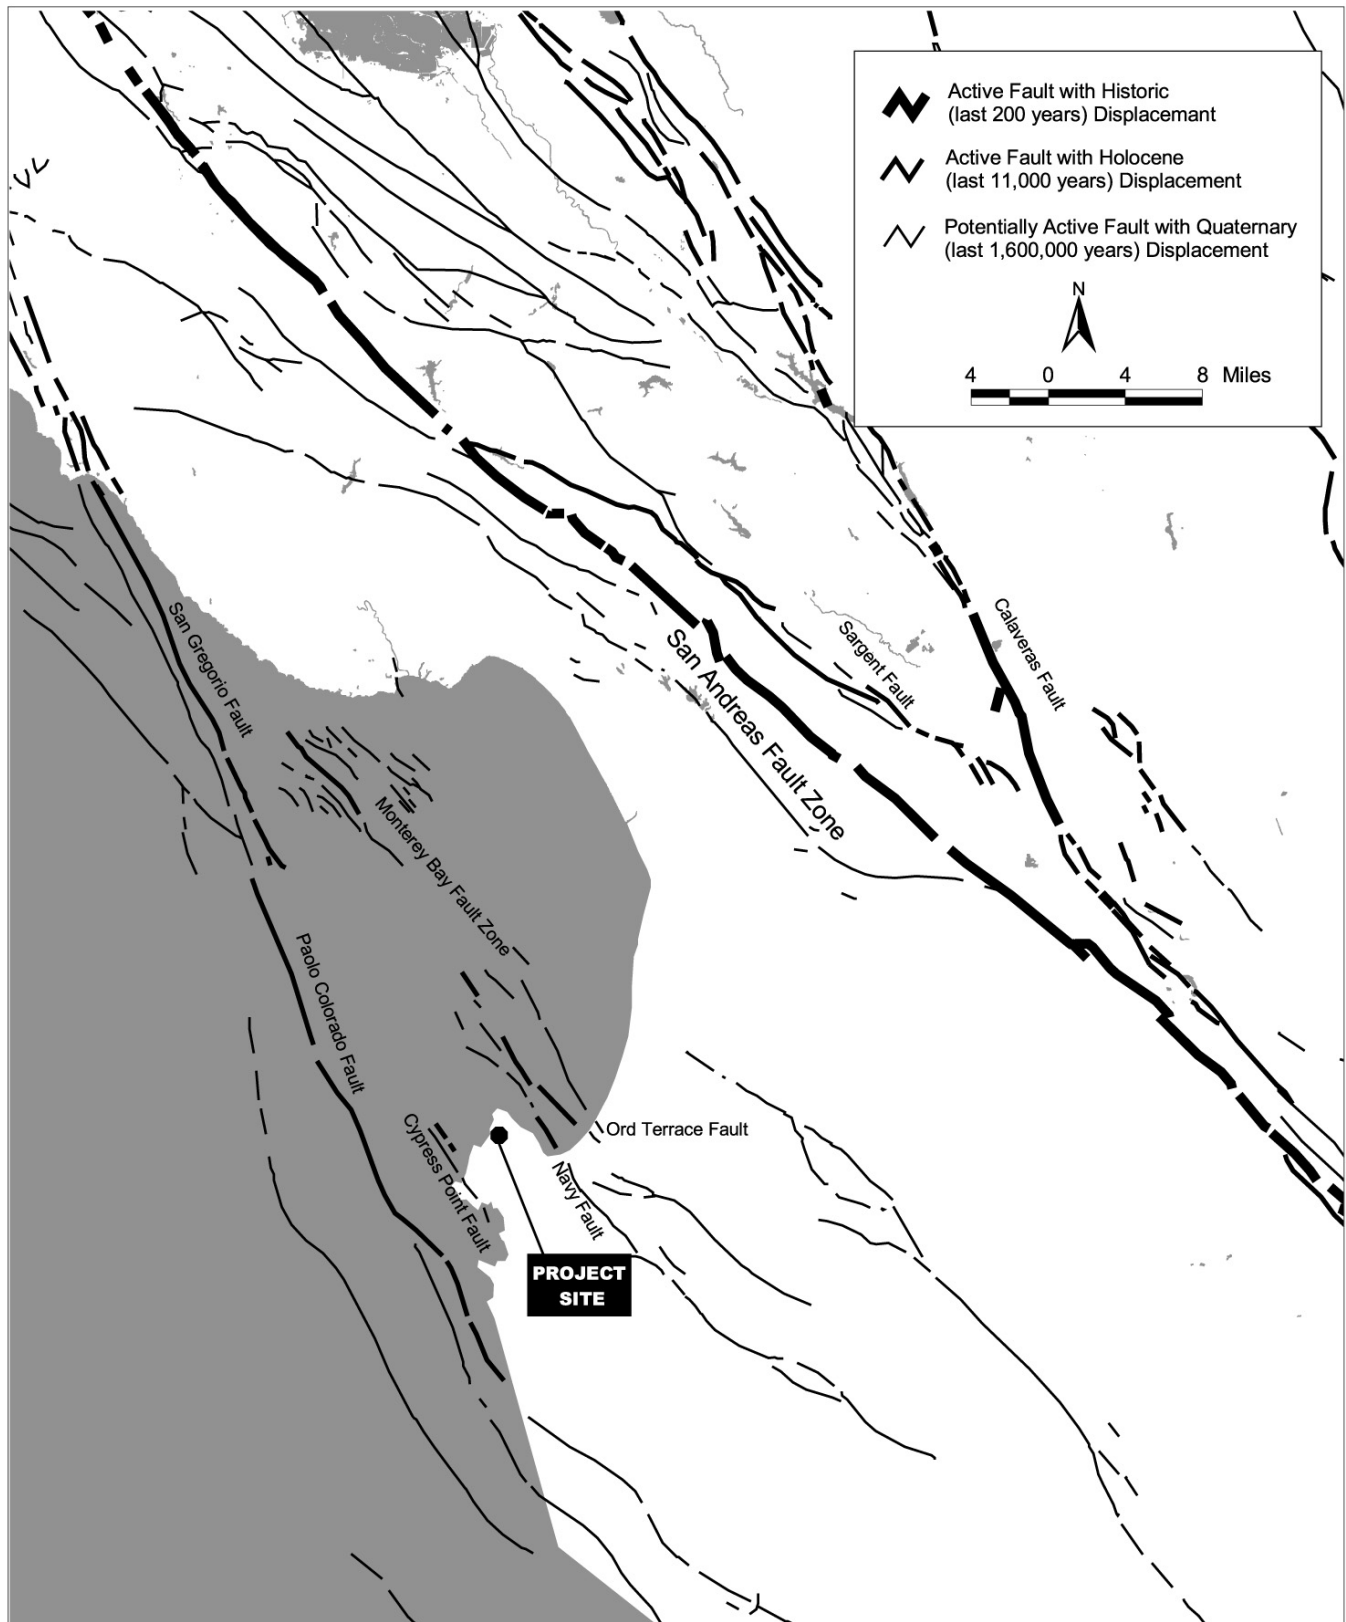 Active Fault with Historic
(last 200 years) Displacemant
Active Fault with Holocene
(last 11,000 years) Displacement
Potentially Active Fault with Quaternary
(last 1,600,000 years) Displacement
N
4 0 4 8 Miles
San Gregorio Fault
San Andreas Fault Zone
Sargent Fault
Calaveras Fault
Monterey Bay Fault Zone
Paolo Colorado Fault
Cypress Point Fault
Ord Terrace Fault
Navy Fault
PROJECT
SITE